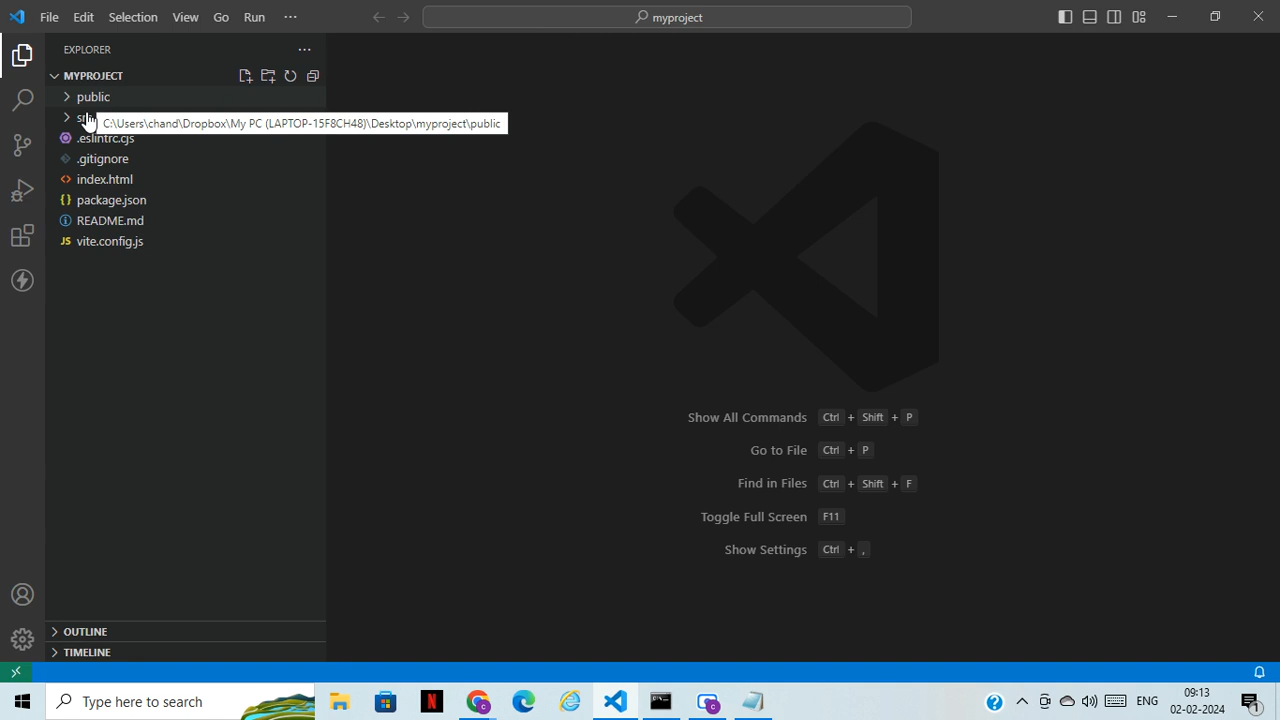 File Edit Selection View Go Run ...
myproject
EXPLORER
MYPROJECT
public
C:\Users\chand\Dropbox\My PC (LAPTOP-15F8CH48)\Desktop\myproject\public
.eslintrc.cjs
.gitignore
index.html
package.json
README.md
vite.config.js
Show All Commands Ctrl + Shift + P
Go to File Ctrl + P
Find in Files Ctrl + Shift + F
Toggle Full Screen F11
Show Settings Ctrl + ,
OUTLINE
TIMELINE
Type here to search
ENG
09:13
02-02-2024
1